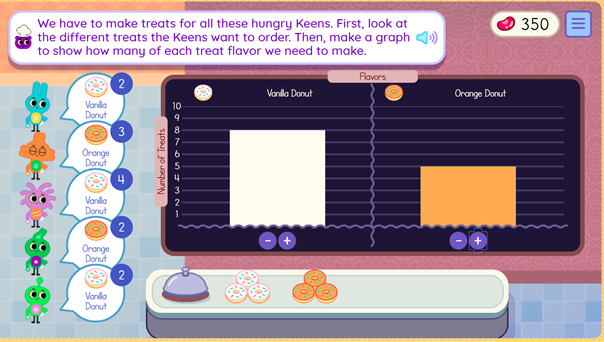 We have to make treats for all these hungry Keens. First, look at
the different treats the Keens want to order. Then, make a graph
to show how many of each treat flavor we need to make.
350
2
Vanilla
Donut
3
Orange
Donut
4
Vanilla
Donut
2
Orange
Donut
2
Vanilla
Donut
Flavors
Vanilla Donut
Orange Donut
Number of Treats
10
9
8
7
6
5
4
3
2
1
- +
- +